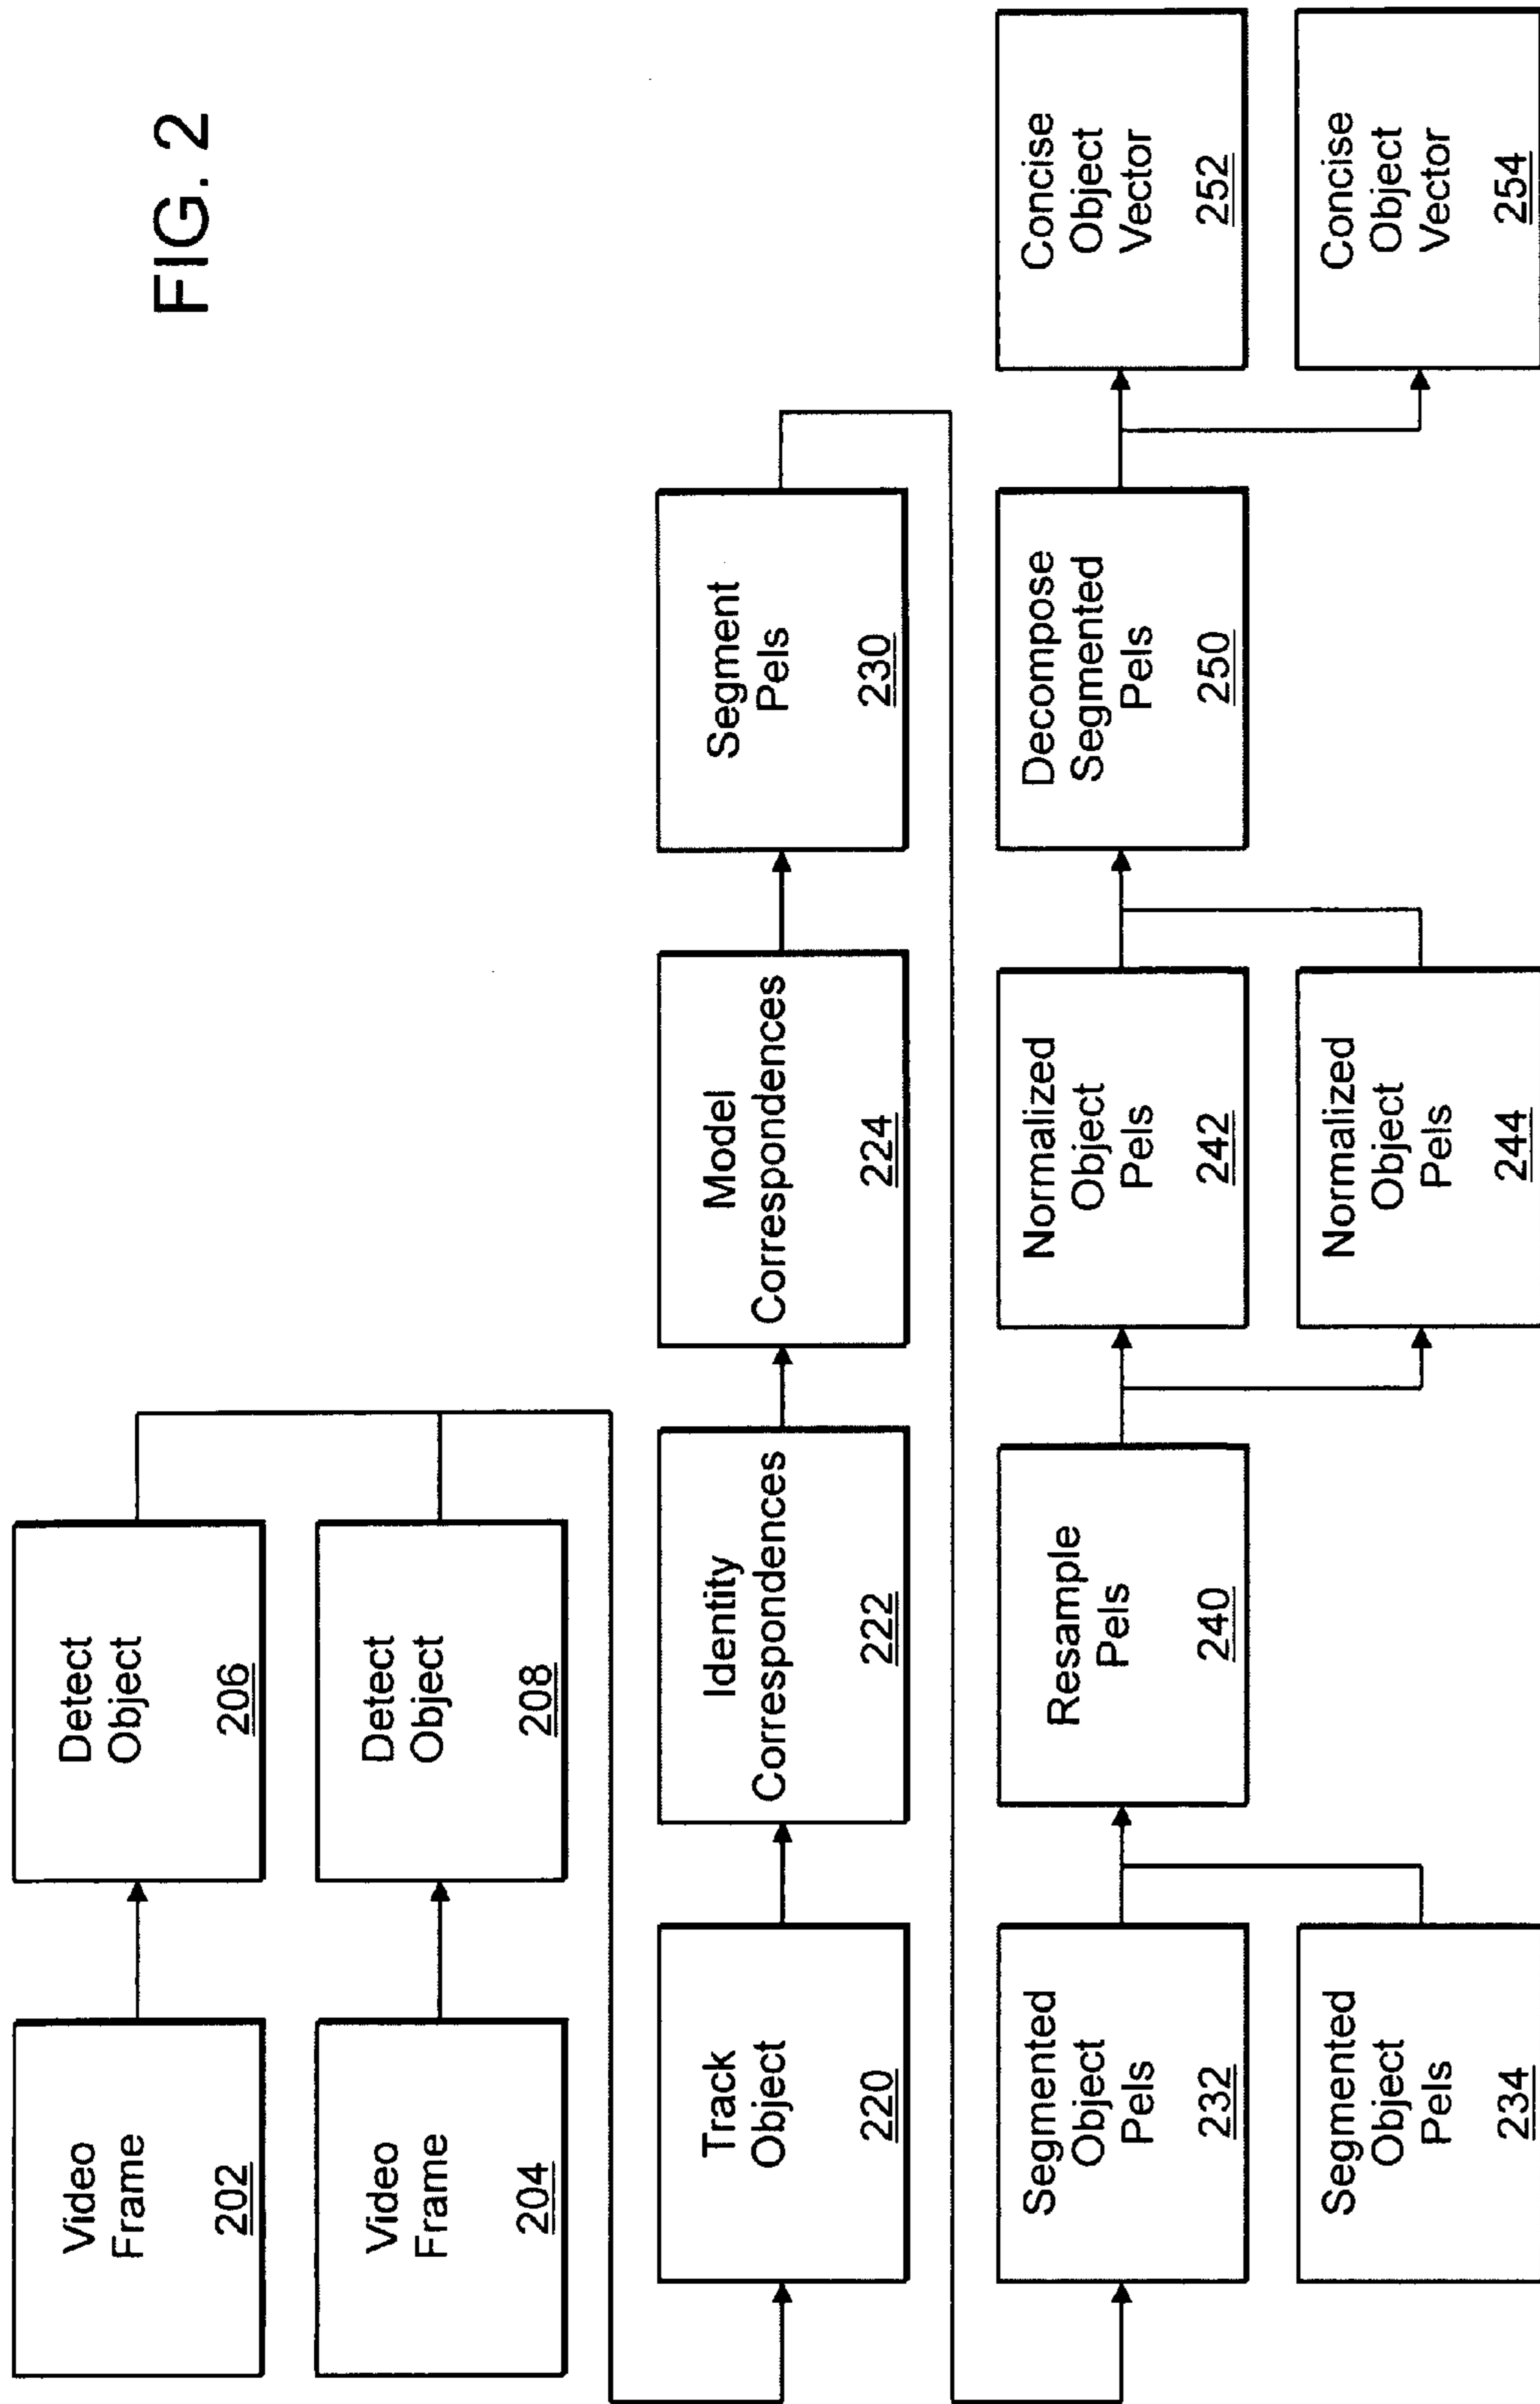 FIG. 2
Video
Frame
202
Detect
Object
206
Video
Frame
204
Detect
Object
208
Track
Object
220
Identity
Correspondences
222
Model
Correspondences
224
Segment
Pels
230
Segmented
Object
Pels
232
Resample
Pels
240
Normalized
Object
Pels
242
Decompose
Segmented
Pels
250
Concise
Object
Vector
252
Segmented
Object
Pels
234
Normalized
Object
Pels
244
Concise
Object
Vector
254